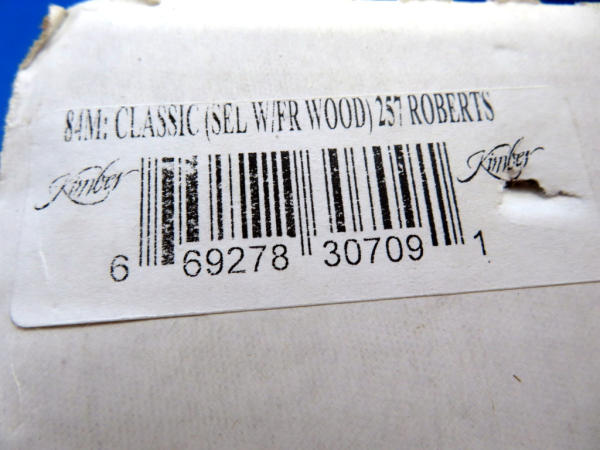 84M: CLASSIC (SEL W/FR WOOD) 257 ROBERTS
Kimber
Kimber
6 69278 30709 1